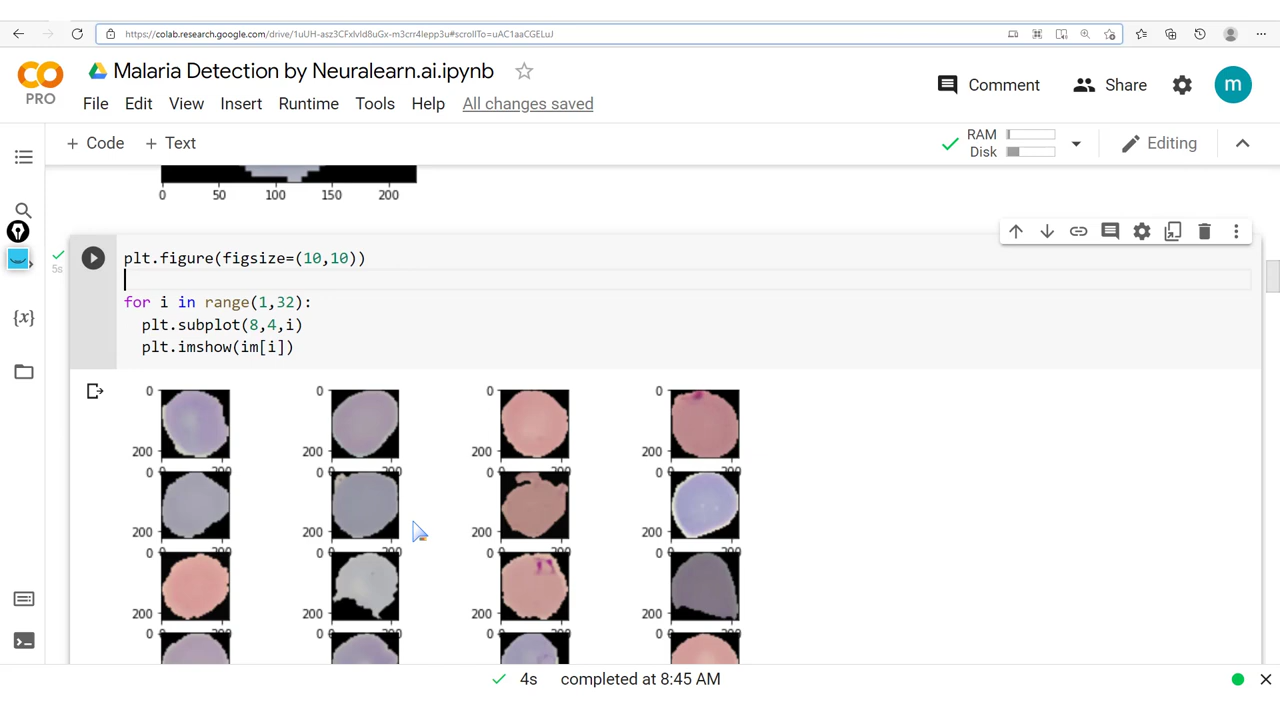 https://colab.research.google.com/drive/1uUH-asz3CFxlvId8uGx-m3crr4lepp3u#scrollTo=uAC1aaCGELuJ
CO
PRO
Malaria Detection by Neuralearn.ai.ipynb
Comment
Share
m
File Edit View Insert Runtime Tools Help All changes saved
+ Code + Text
RAM
Disk
Editing
0 50 100 150 200
{x}
5s
plt.figure(figsize=(10,10))
for i in range(1,32):
plt.subplot(8,4,i)
plt.imshow(im[i])
0 0 0 0
200 200 200 200
0 0 0 0
200 200 200 200
0 0 0 0
200 200 200 200
0 0 0 0
4s completed at 8:45 AM